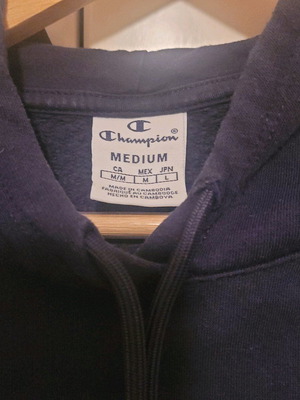 Champion®
MEDIUM
CA MEX JPN
M/M M L
MADE IN CAMBODIA
FABRIQUÉ AU CAMBODGE
HECHO EN CAMBOYA